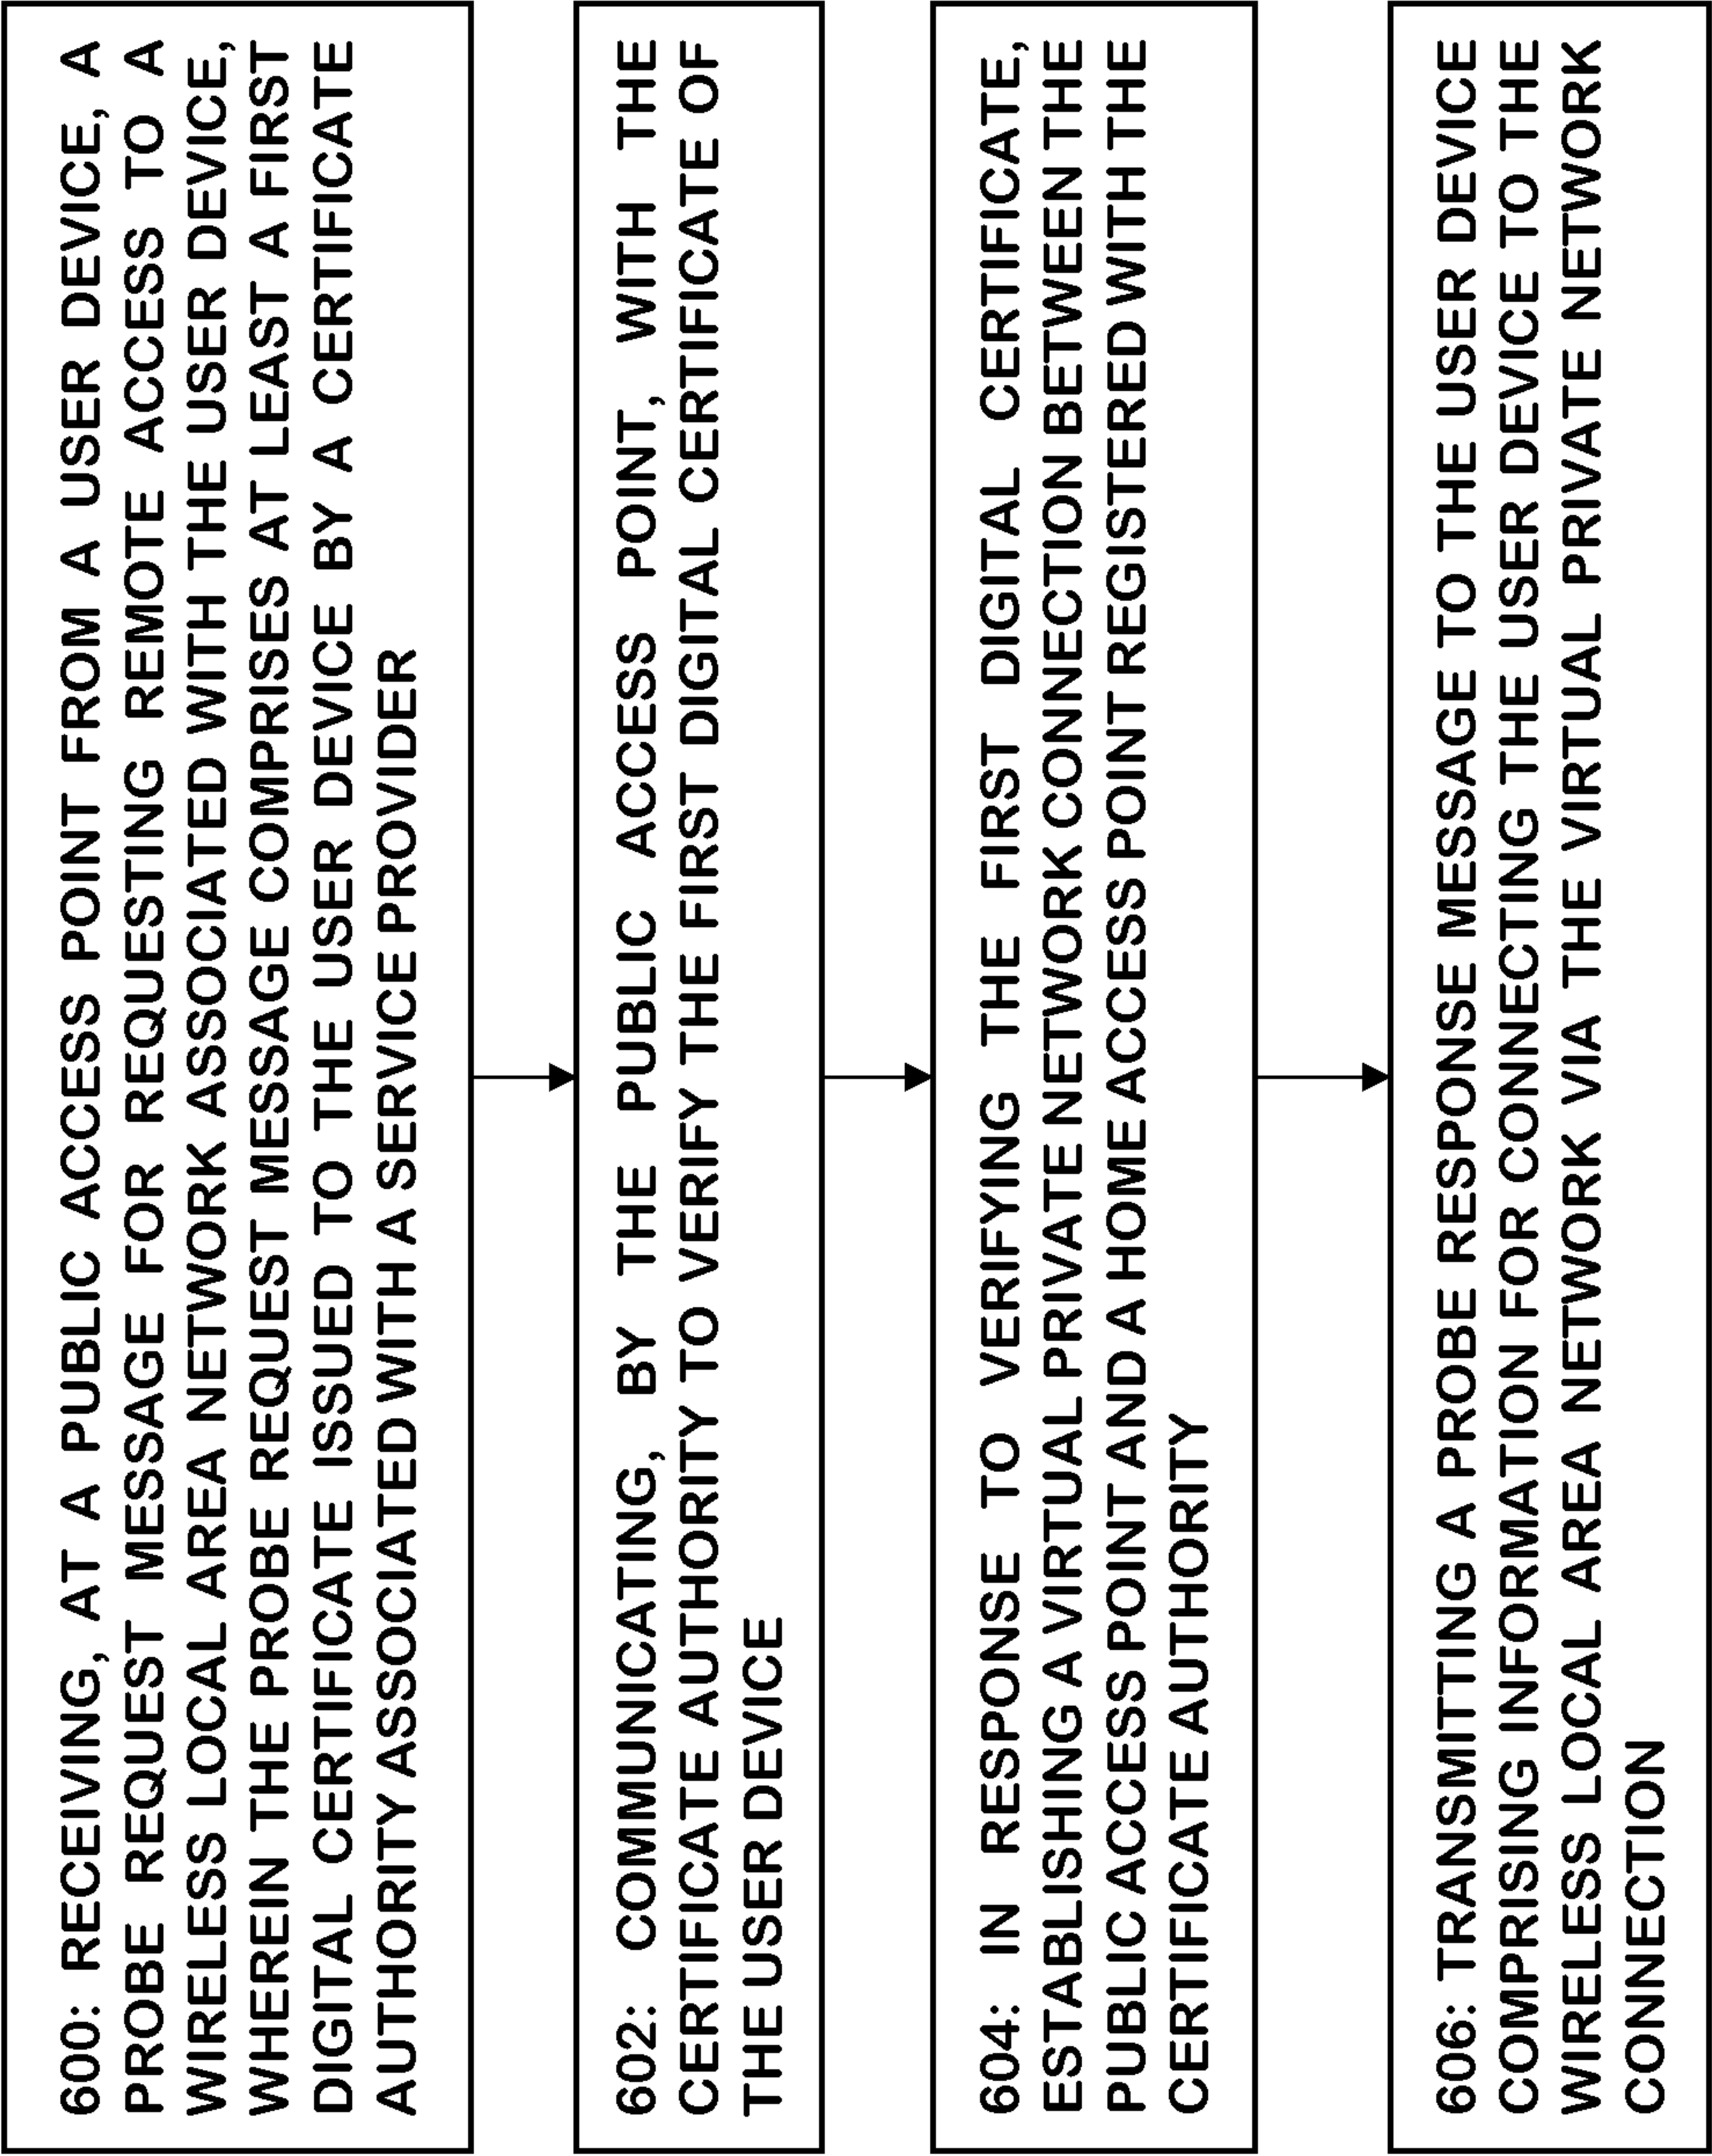 600: RECEIVING, AT A PUBLIC ACCESS POINT FROM A USER DEVICE, A
PROBE REQUEST MESSAGE FOR REQUESTING REMOTE ACCESS TO A
WIRELESS LOCAL AREA NETWORK ASSOCIATED WITH THE USER DEVICE,
WHEREIN THE PROBE REQUEST MESSAGE COMPRISES AT LEAST A FIRST
DIGITAL CERTIFICATE ISSUED TO THE USER DEVICE BY A CERTIFICATE
AUTHORITY ASSOCIATED WITH A SERVICE PROVIDER
602: COMMUNICATING, BY THE PUBLIC ACCESS POINT, WITH THE
CERTIFICATE AUTHORITY TO VERIFY THE FIRST DIGITAL CERTIFICATE OF
THE USER DEVICE
604: IN RESPONSE TO VERIFYING THE FIRST DIGITAL CERTIFICATE,
ESTABLISHING A VIRTUAL PRIVATE NETWORK CONNECTION BETWEEN THE
PUBLIC ACCESS POINT AND A HOME ACCESS POINT REGISTERED WITH THE
CERTIFICATE AUTHORITY
606: TRANSMITTING A PROBE RESPONSE MESSAGE TO THE USER DEVICE
COMPRISING INFORMATION FOR CONNECTING THE USER DEVICE TO THE
WIRELESS LOCAL AREA NETWORK VIA THE VIRTUAL PRIVATE NETWORK
CONNECTION